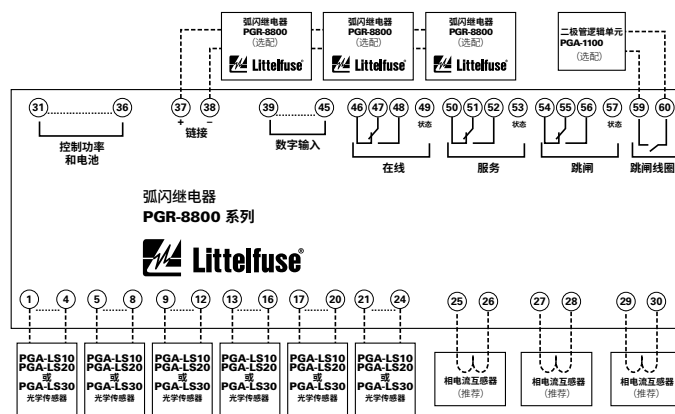 弧闪继电器
PGR-8800
(选配)
Littelfuse
弧闪继电器
PGR-8800
(选配)
Littelfuse
弧闪继电器
PGR-8800
(选配)
Littelfuse
二极管逻辑单元
PGA-1100
(选配)
31 36 37 38 39 45 46 47 48 49 50 51 52 53 54 55 56 57 59 60
+ −
链接
状态 状态 状态
控制功率
和电池
数字输入
在线
服务
跳闸
跳闸线圈
弧闪继电器
PGR-8800 系列
Littelfuse®
1 4 5 8 9 12 13 16 17 20 21 24 25 26 27 28 29 30
PGA-LS10
PGA-LS20
或
PGA-LS30
光学传感器
PGA-LS10
PGA-LS20
或
PGA-LS30
光学传感器
PGA-LS10
PGA-LS20
或
PGA-LS30
光学传感器
PGA-LS10
PGA-LS20
或
PGA-LS30
光学传感器
PGA-LS10
PGA-LS20
或
PGA-LS30
光学传感器
PGA-LS10
PGA-LS20
或
PGA-LS30
光学传感器
相电流互感器
(推荐)
相电流互感器
(推荐)
相电流互感器
(推荐)